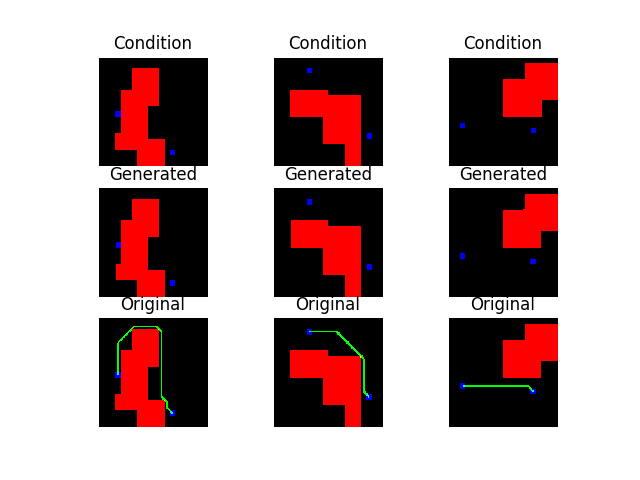 Condition Condition Condition
Generated Generated Generated
Original Original Original